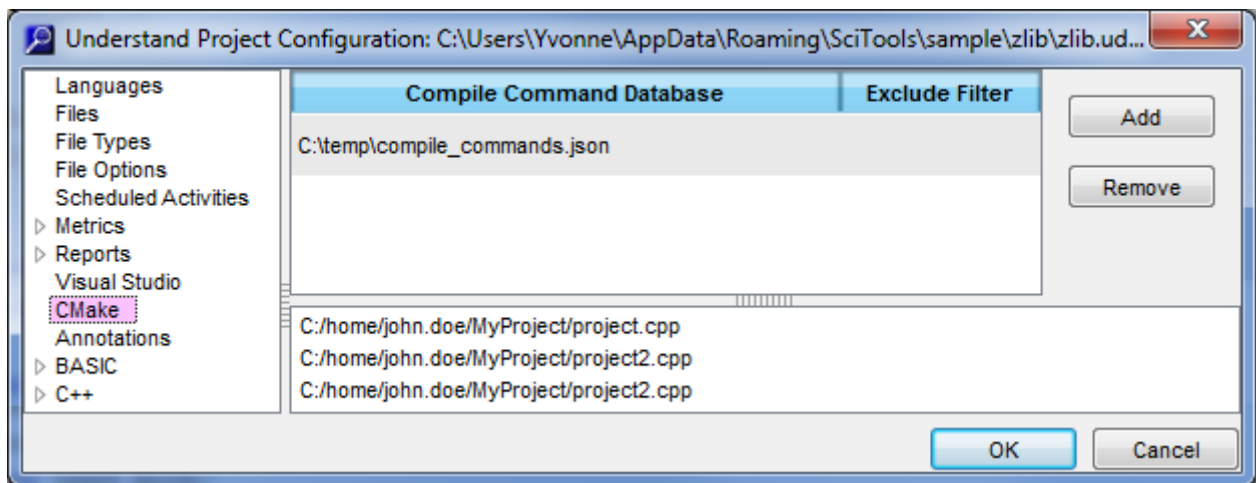 Understand Project Configuration: C:\Users\Yvonne\AppData\Roaming\SciTools\sample\zlib\zlib.ud...
Languages
Files
File Types
File Options
Scheduled Activities
Metrics
Reports
Visual Studio
CMake
Annotations
BASIC
C++
Compile Command Database
Exclude Filter
C:\temp\compile_commands.json
Add
Remove
C:/home/john.doe/MyProject/project.cpp
C:/home/john.doe/MyProject/project2.cpp
C:/home/john.doe/MyProject/project2.cpp
OK
Cancel